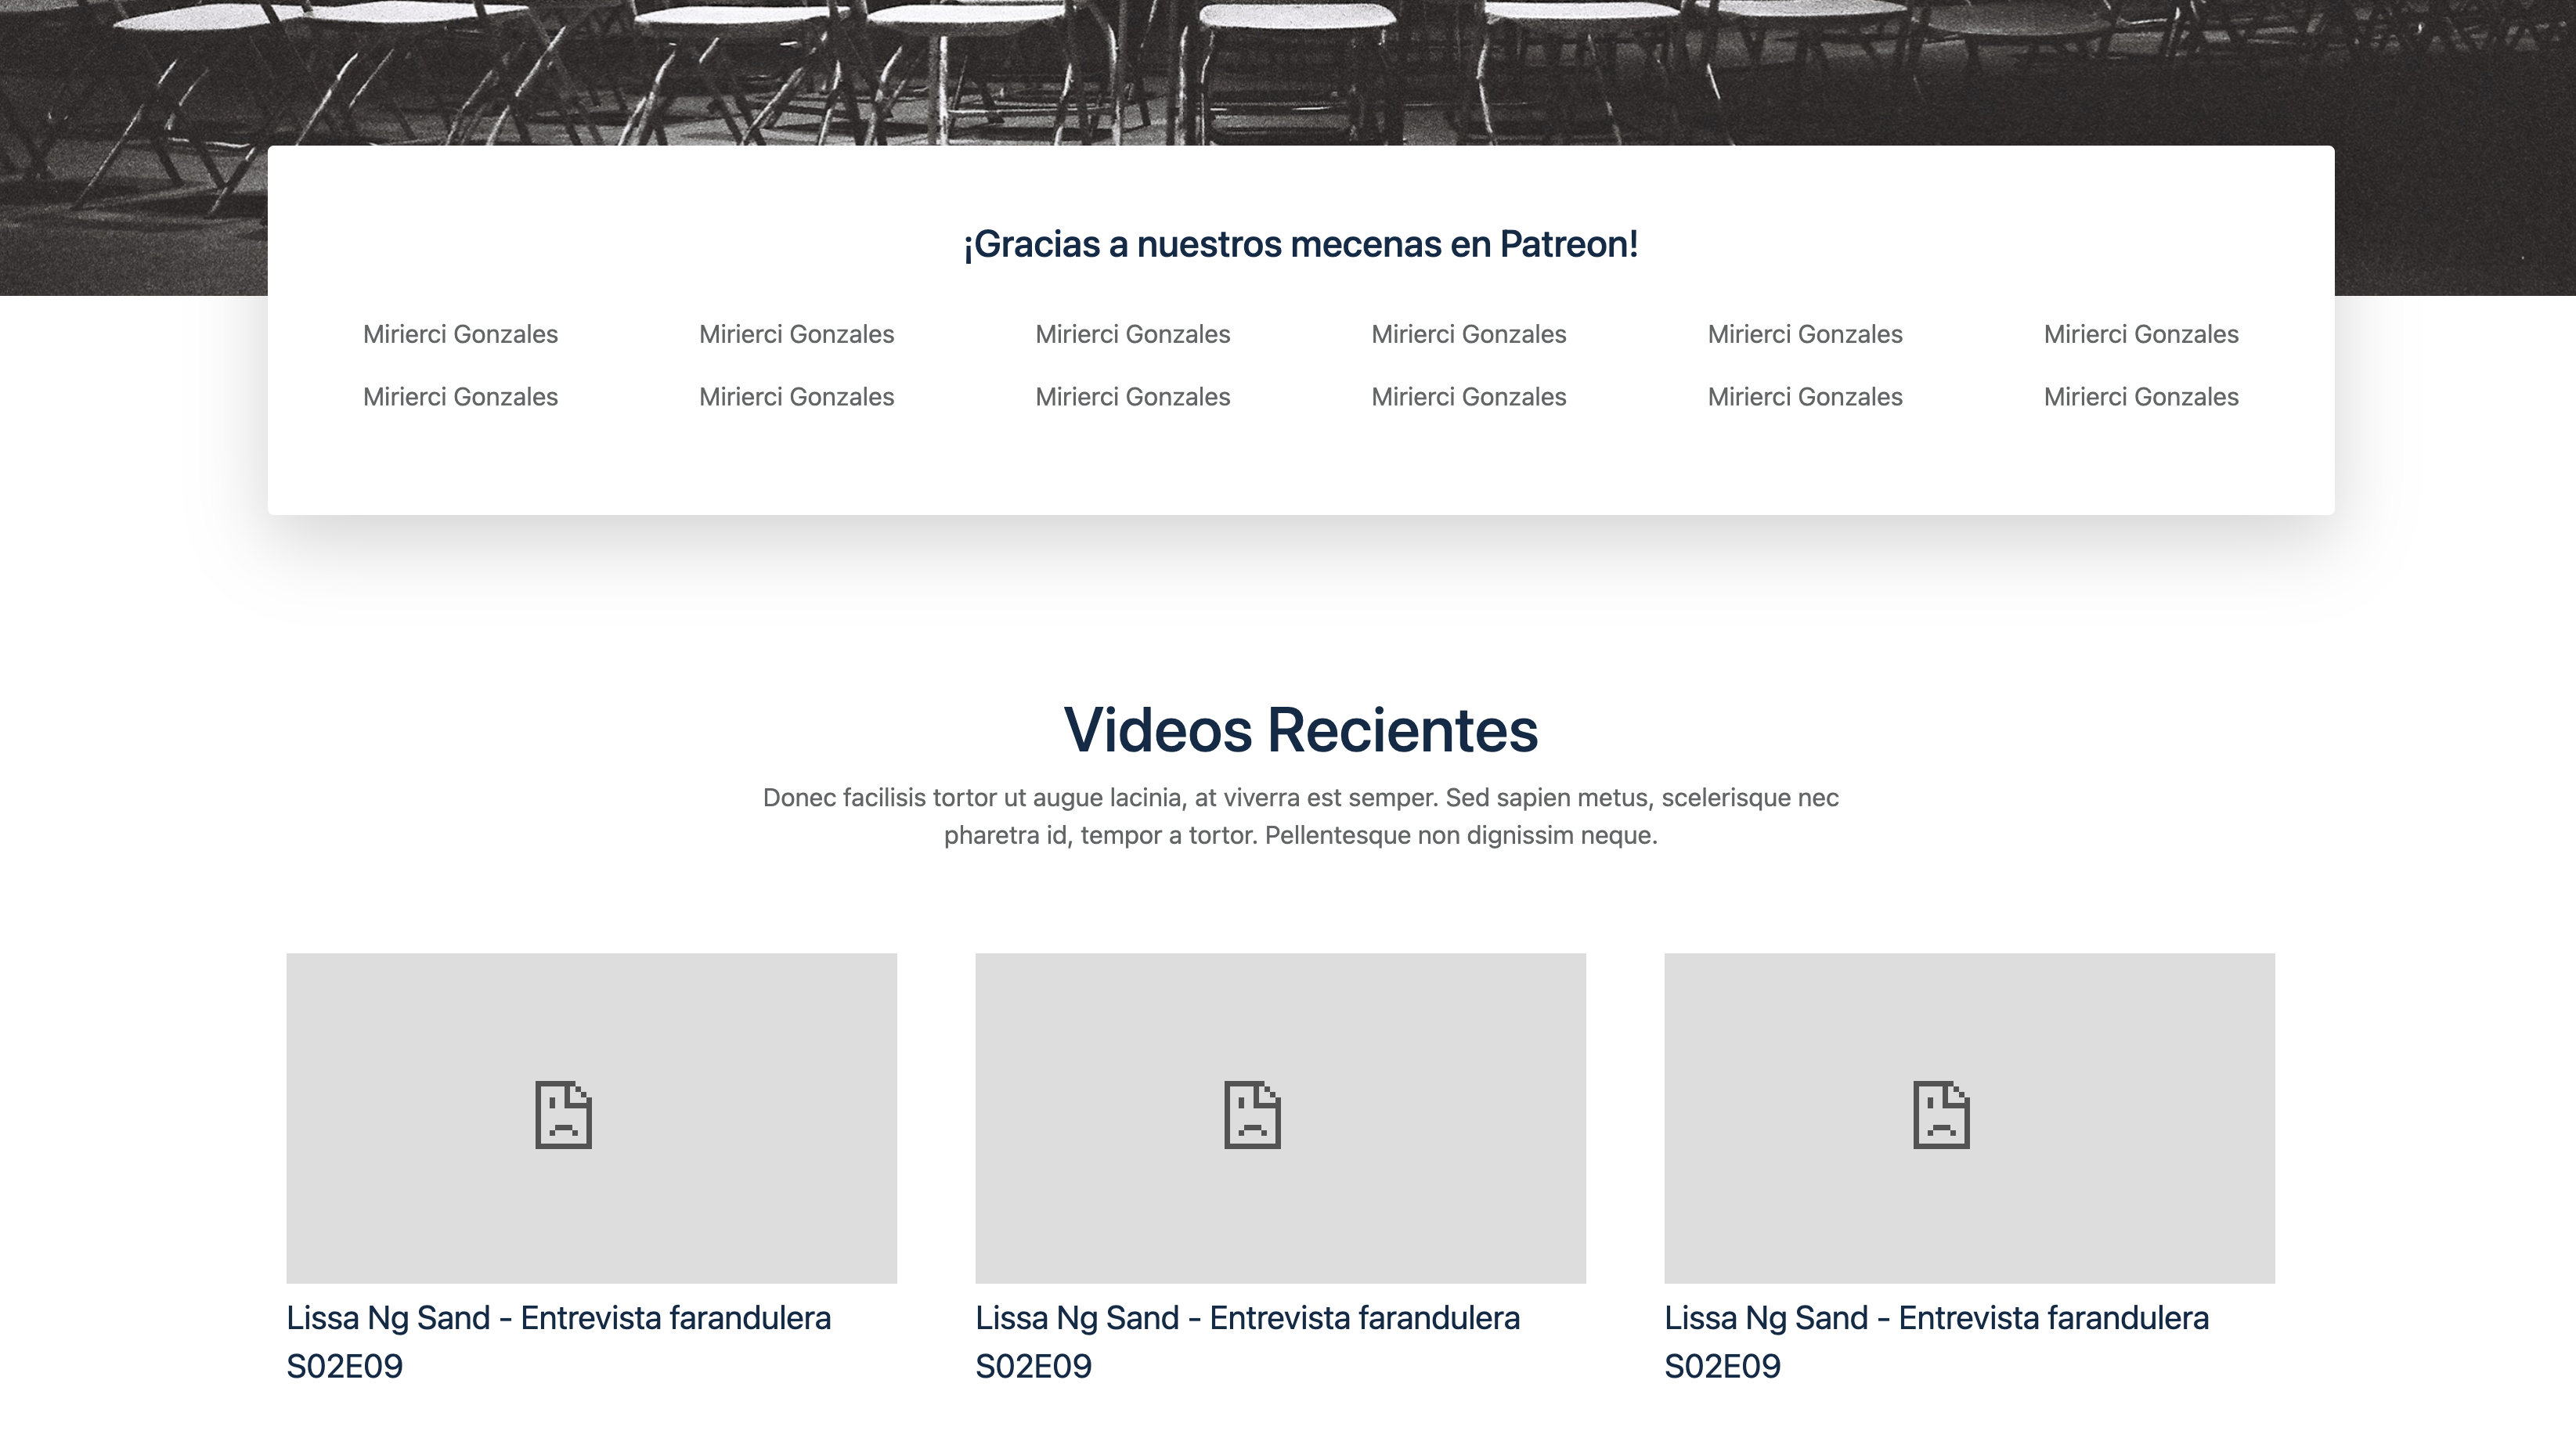 ¡Gracias a nuestros mecenas en Patreon!
Mirierci Gonzales Mirierci Gonzales Mirierci Gonzales Mirierci Gonzales Mirierci Gonzales Mirierci Gonzales
Mirierci Gonzales Mirierci Gonzales Mirierci Gonzales Mirierci Gonzales Mirierci Gonzales Mirierci Gonzales
Videos Recientes
Donec facilisis tortor ut augue lacinia, at viverra est semper. Sed sapien metus, scelerisque nec
pharetra id, tempor a tortor. Pellentesque non dignissim neque.
Lissa Ng Sand - Entrevista farandulera
S02E09
Lissa Ng Sand - Entrevista farandulera
S02E09
Lissa Ng Sand - Entrevista farandulera
S02E09